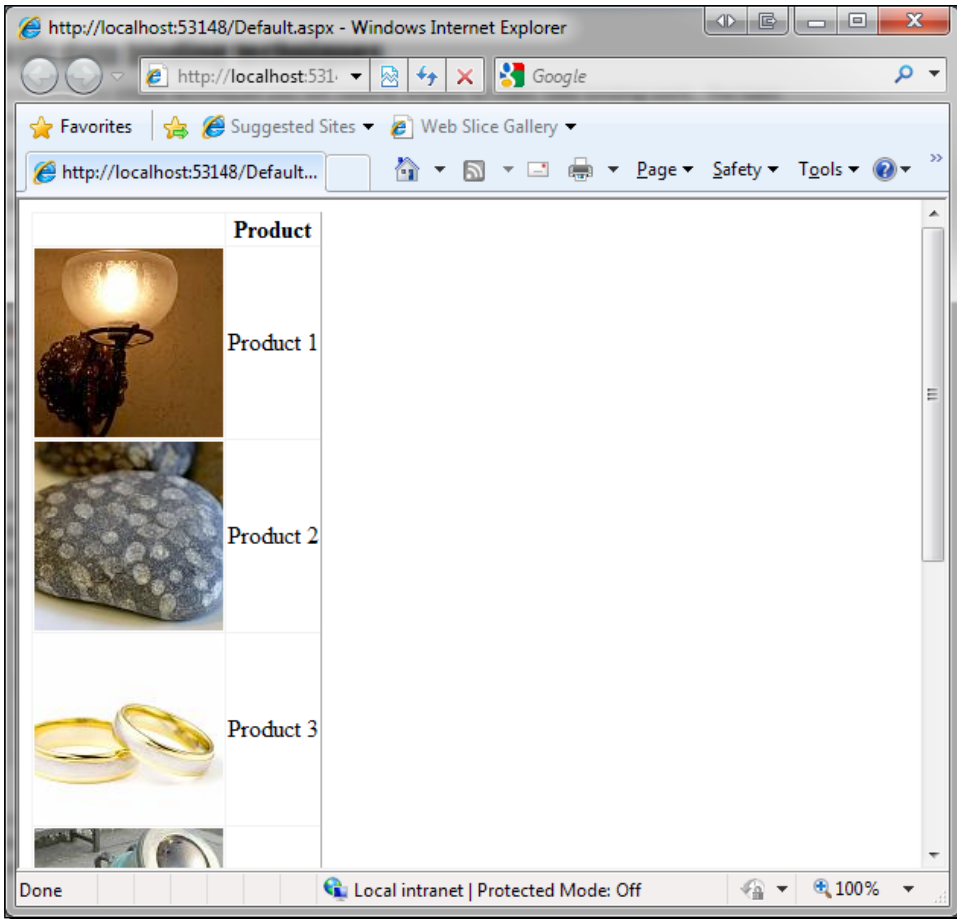 http://localhost:53148/Default.aspx - Windows Internet Explorer
http://localhost:531
Google
Favorites
Suggested Sites
Web Slice Gallery
http://localhost:53148/Default...
Page
Safety
Tools
Product
Product 1
Product 2
Product 3
Done
Local intranet | Protected Mode: Off
100%